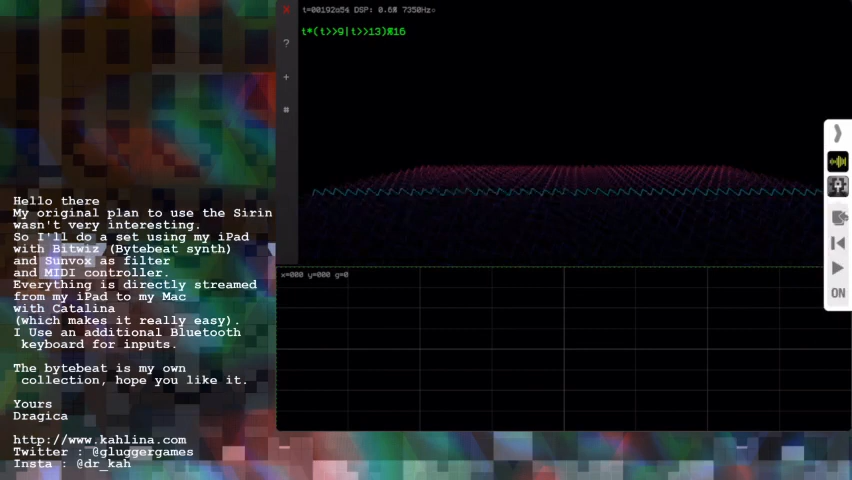 t=00192¤54 DSP: 0.6% 7350Hz
?
t*(t>>9|t>>13)%16
+
#
Hello there
My original plan to use the Sirin
wasn't very interesting.
So I'll do a set using my iPad
with Bitwiz (Bytebeat synth)
and Sunvox as filter
and MIDI controller.
Everything is directly streamed
from my iPad to my Mac
with Catalina
(which makes it really easy).
I Use an additional Bluetooth
keyboard for inputs.
The bytebeat is my own
collection, hope you like it.
Yours
Dragica
http://www.kahlina.com
Twitter : @gluggergames
Insta : @dr_kah
x=000 y=000 g=0
ON